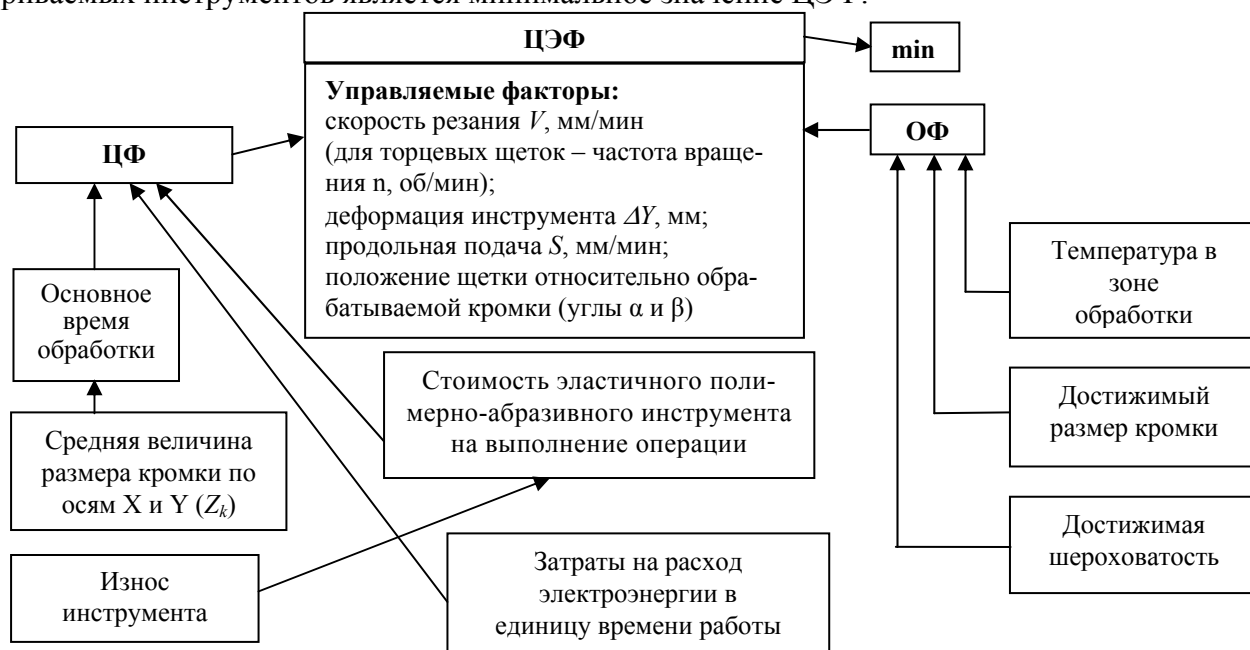 риваемых инструментов является минимальное значение ЦЭФ.
ЦЭФ
min
Управляемые факторы:
скорость резания V, мм/мин
(для торцевых щеток – частота враще-
ния n, об/мин);
деформация инструмента ΔY, мм;
продольная подача S, мм/мин;
положение щетки относительно обра-
батываемой кромки (углы α и β)
ЦФ
ОФ
Основное
время
обработки
Температура в
зоне
обработки
Стоимость эластичного поли-
мерно-абразивного инструмента
на выполнение операции
Достижимый
размер кромки
Средняя величина
размера кромки по
осям X и Y (Zk)
Достижимая
шероховатость
Износ
инструмента
Затраты на расход
электроэнергии в
единицу времени работы